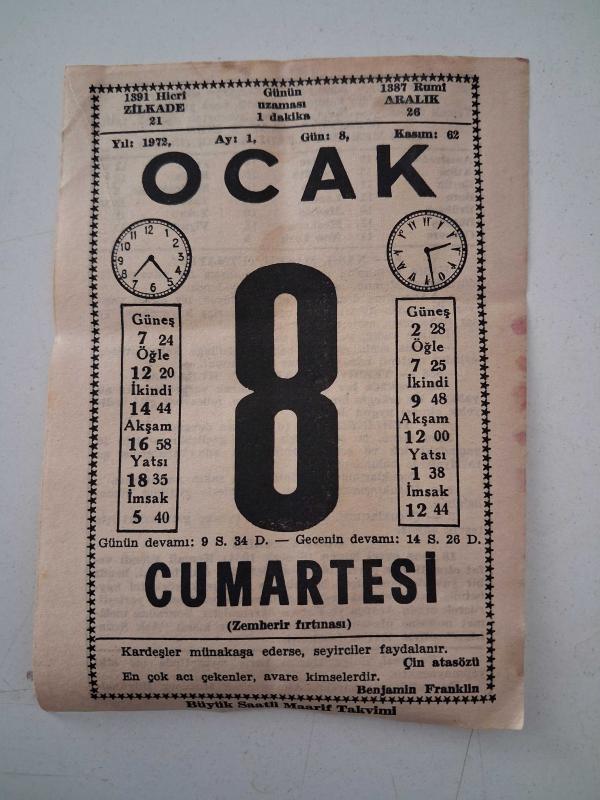 1391 Hicri
ZİLKADE
21
Günün
uzaması
1 dakika
1387 Rumî
ARALIK
26
Yıl: 1972, Ay: 1, Gün: 8, Kasım: 62
OCAK
8
Güneş
7 24
Öğle
12 20
İkindi
14 44
Akşam
16 58
Yatsı
18 35
İmsak
5 40
Güneş
2 28
Öğle
7 25
İkindi
9 48
Akşam
12 00
Yatsı
1 38
İmsak
12 44
Günün devamı: 9 S. 34 D. — Gecenin devamı: 14 S. 26 D.
CUMARTESİ
(Zemherir fırtınası)
Kardeşler münakaşa ederse, seyirciler faydalanır.
Çin atasözü
En çok acı çekenler, avare kimselerdir.
Benjamin Franklin
Büyük Saatli Maarif Takvimi